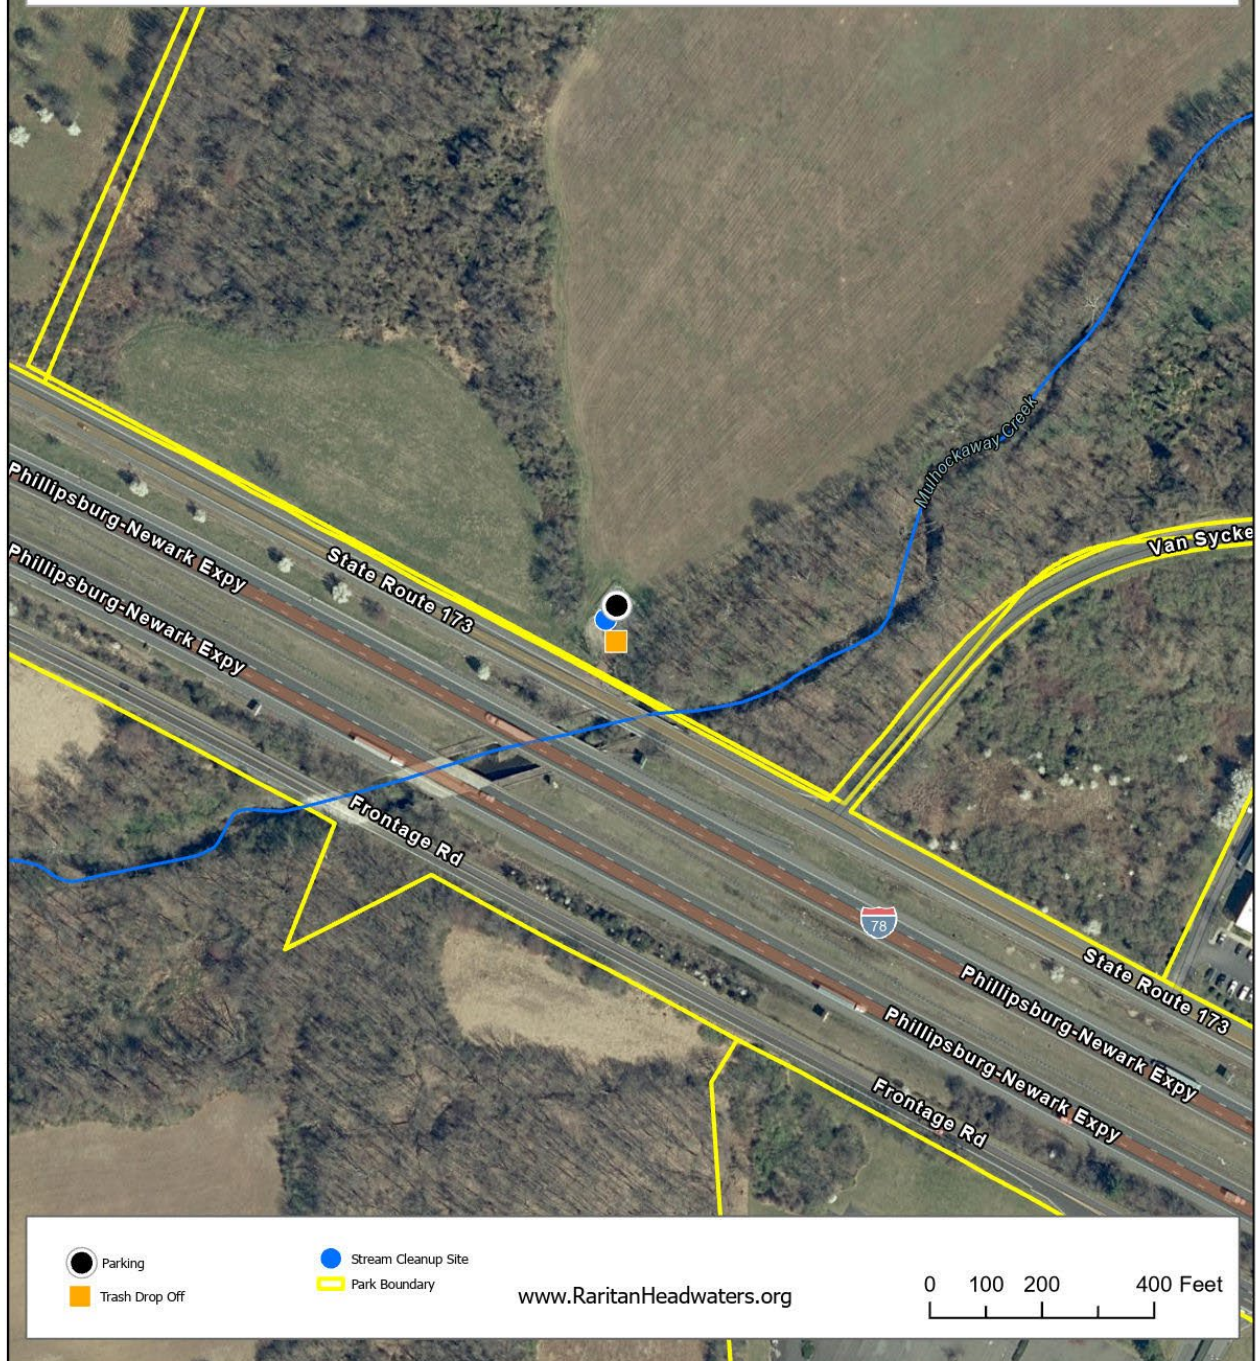 Mulhockaway Creek
Van Sycke
Phillipsburg-Newark Expy
State Route 173
Phillipsburg-Newark Expy
Frontage Rd
78
State Route 173
Phillipsburg-Newark Expy
Phillipsburg-Newark Expy
Frontage Rd
Parking
Stream Cleanup Site
Trash Drop Off
Park Boundary
www.RaritanHeadwaters.org
0 100 200 400 Feet